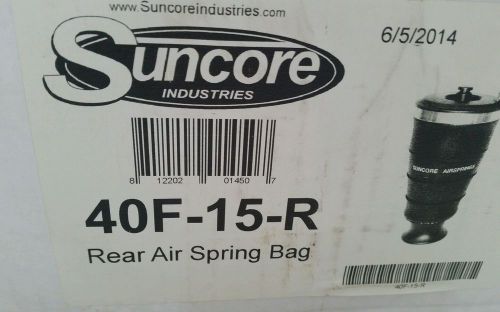 www.Suncoreindustries.com
6/5/2014
Suncore
INDUSTRIES
SUNCORE AIRSPRINGS
8 12202 01450 7
40F-15-R
Rear Air Spring Bag
40F-15-R